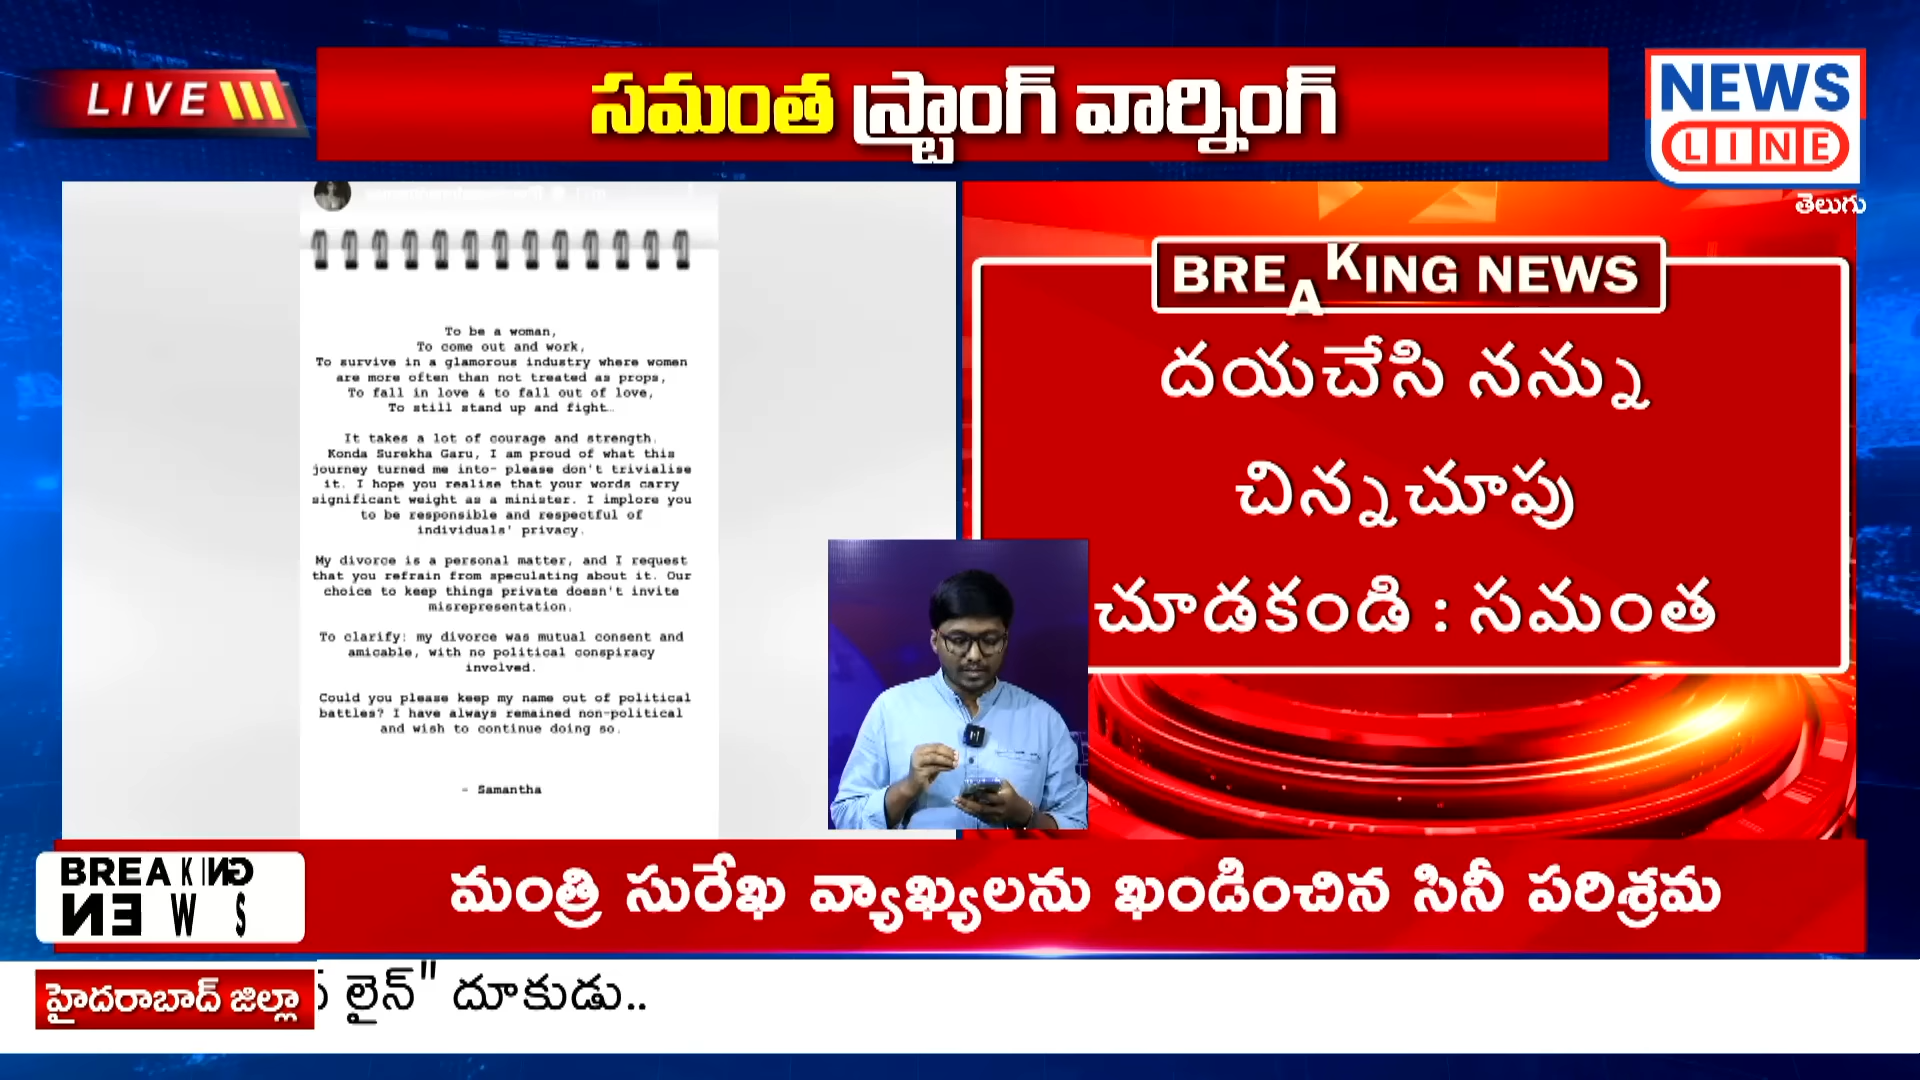 LIVE
సమంత స్ట్రాంగ్ వార్నింగ్
NEWS
LINE
తెలుగు
To be a woman,
To come out and work,
To survive in a glamorous industry where women
are more often than not treated as props,
To fall in love & to fall out of love,
To still stand up and fight…
It takes a lot of courage and strength.
Konda Surekha Garu, I am proud of what this
journey turned me into- please don't trivialise
it. I hope you realise that your words carry
significant weight as a minister. I implore you
to be responsible and respectful of
individuals' privacy.
My divorce is a personal matter, and I request
that you refrain from speculating about it. Our
choice to keep things private doesn't invite
misrepresentation.
To clarify: my divorce was mutual consent and
amicable, with no political conspiracy
involved.
Could you please keep my name out of political
battles? I have always remained non-political
and wish to continue doing so.
- Samantha
BREAKING NEWS
దయచేసి నన్ను
చిన్నచూపు
చూడకండి : సమంత
BREAKING
NEWS
మంత్రి సురేఖ వ్యాఖ్యలను ఖండించిన సినీ పరిశ్రమ
హైదరాబాద్ జిల్లా
లైన్" దూకుడు..